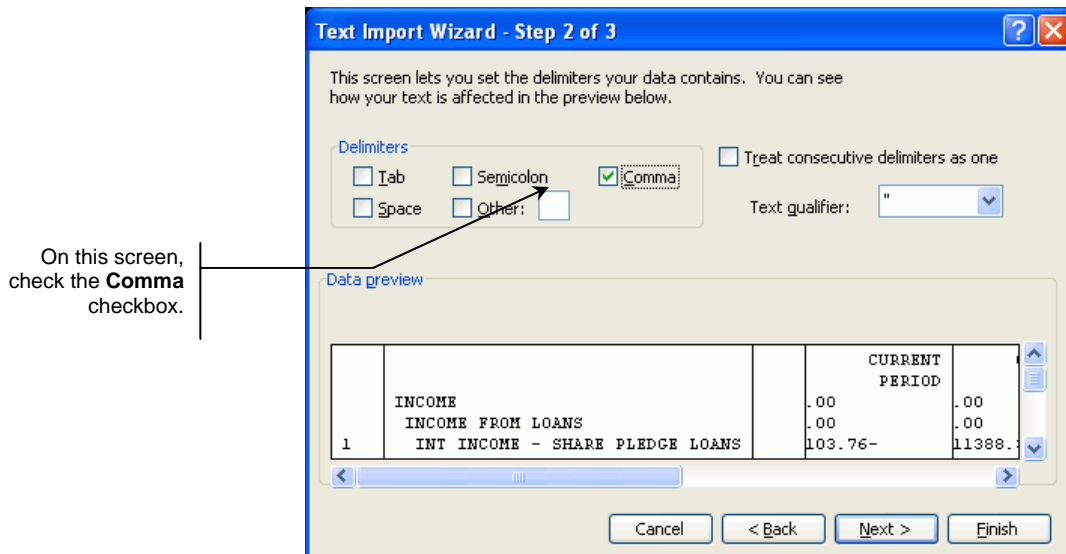 Text Import Wizard - Step 2 of 3
This screen lets you set the delimiters your data contains. You can see
how your text is affected in the preview below.
Delimiters
Tab
Semicolon
Comma
Space
Other:
Treat consecutive delimiters as one
Text qualifier: "
On this screen,
check the Comma
checkbox.
Data preview
CURRENT
PERIOD
INCOME .00 .00
INCOME FROM LOANS .00 .00
1 INT INCOME - SHARE PLEDGE LOANS 103.76- 11388.
Cancel
< Back
Next >
Finish